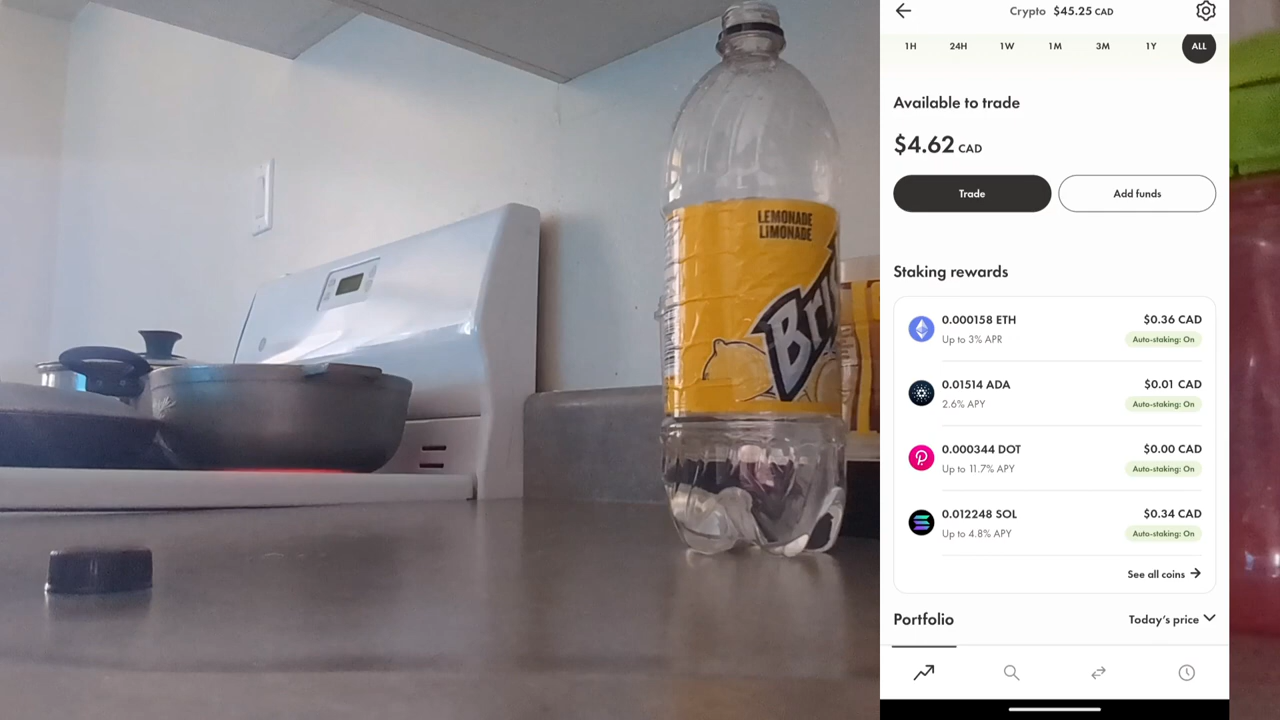 LEMONADE
LIMONADE
Bri
Crypto $45.25 CAD
1H 24H 1W 1M 3M 1Y ALL
Available to trade
$4.62 CAD
Trade Add funds
Staking rewards
0.000158 ETH $0.36 CAD
Up to 3% APR Auto-staking: On
0.01514 ADA $0.01 CAD
2.6% APY Auto-staking: On
0.000344 DOT $0.00 CAD
Up to 11.7% APY Auto-staking: On
0.012248 SOL $0.34 CAD
Up to 4.8% APY Auto-staking: On
See all coins
Portfolio Today's price